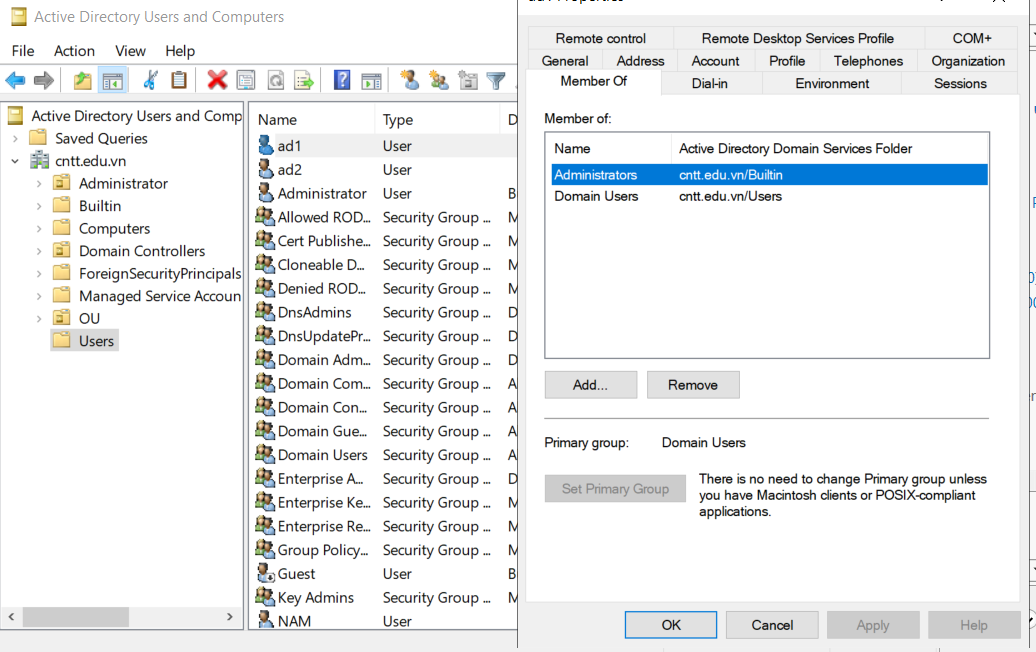 Active Directory Users and Computers
File Action View Help
Active Directory Users and Comp
Saved Queries
cntt.edu.vn
Administrator
Builtin
Computers
Domain Controllers
ForeignSecurityPrincipals
Managed Service Accoun
OU
Users
Name Type D
ad1 User
ad2 User
Administrator User B
Allowed ROD... Security Group ... M
Cert Publishe... Security Group ... M
Cloneable D... Security Group ... M
Denied ROD... Security Group ... M
DnsAdmins Security Group ... D
DnsUpdatePr... Security Group ... D
Domain Adm... Security Group ... D
Domain Com... Security Group ... A
Domain Con... Security Group ... A
Domain Gue... Security Group ... A
Domain Users Security Group ... A
Enterprise A... Security Group ... D
Enterprise Ke... Security Group ... M
Enterprise Re... Security Group ... M
Group Policy... Security Group ... M
Guest User B
Key Admins Security Group ... M
NAM User
Remote control Remote Desktop Services Profile COM+
General Address Account Profile Telephones Organization
Member Of Dial-in Environment Sessions
Member of:
Name Active Directory Domain Services Folder
Administrators cntt.edu.vn/Builtin
Domain Users cntt.edu.vn/Users
Add... Remove
Primary group: Domain Users
Set Primary Group
There is no need to change Primary group unless
you have Macintosh clients or POSIX-compliant
applications.
OK Cancel Apply Help